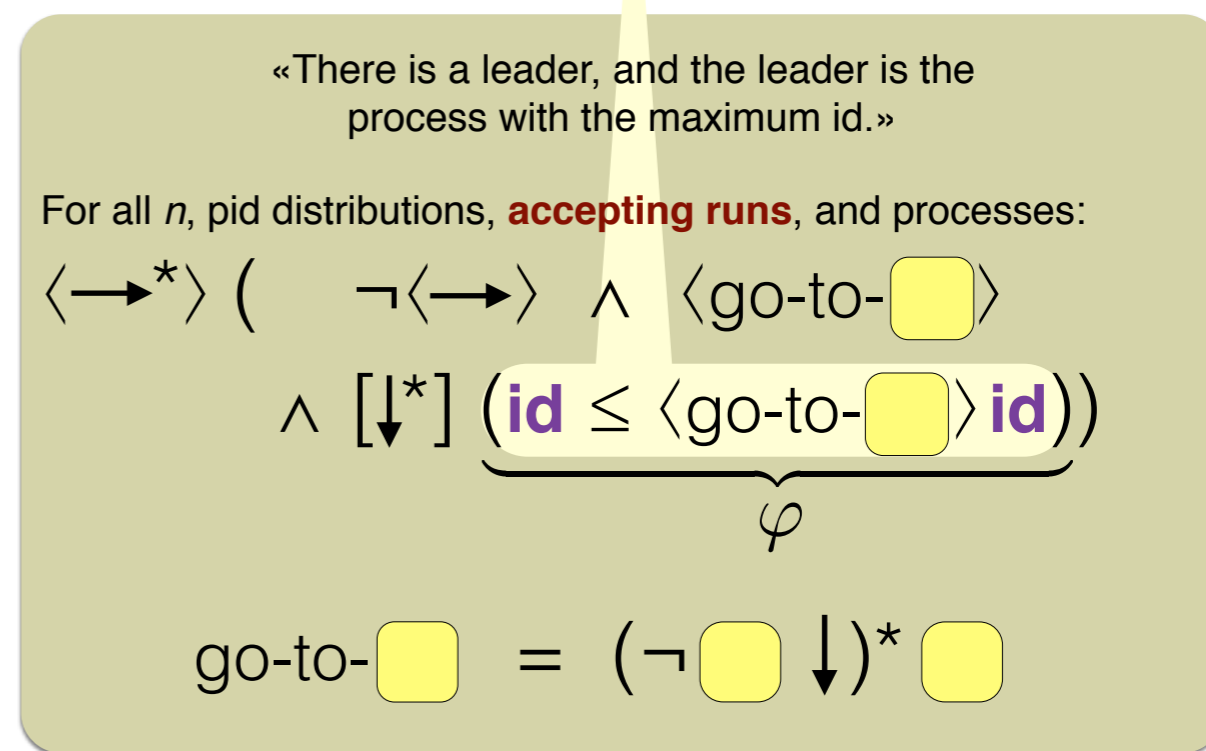 «There is a leader, and the leader is the
process with the maximum id.»
For all n, pid distributions, accepting runs, and processes:
⟨→*⟩ ( ¬⟨→⟩ ∧ ⟨go-to-🟨⟩
∧ [↓*] (id ≤ ⟨go-to-🟨⟩id))
φ
go-to-🟨 = (¬🟨 ↓)* 🟨